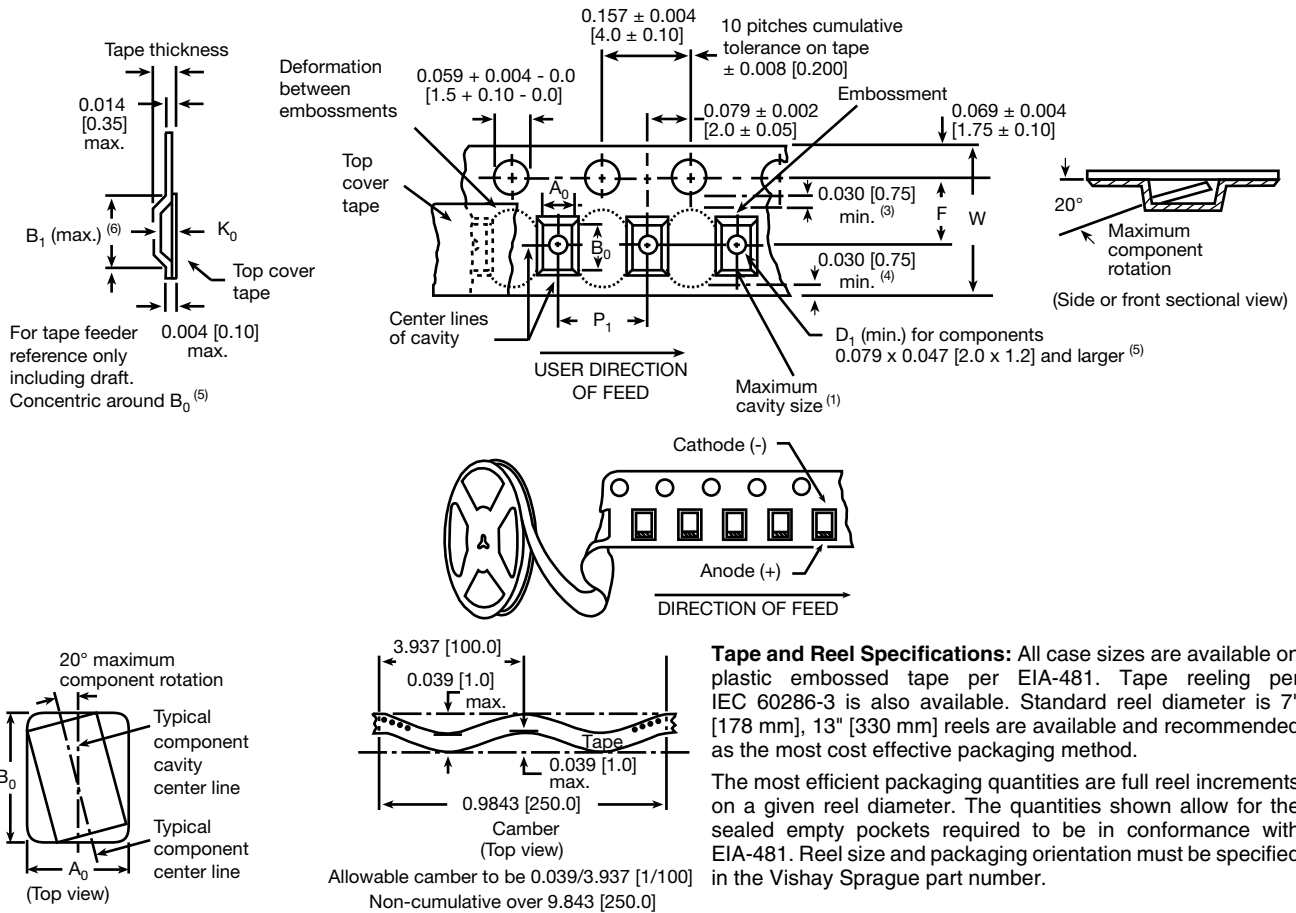 Tape thickness
0.014
[0.35]
max.
B1 (max.) (6)
K0
Top cover
tape
For tape feeder
reference only
including draft.
Concentric around B0 (5)
0.004 [0.10]
max.
Deformation
between
embossments
Top
cover
tape
0.059 + 0.004 - 0.0
[1.5 + 0.10 - 0.0]
0.157 ± 0.004
[4.0 ± 0.10]
10 pitches cumulative
tolerance on tape
± 0.008 [0.200]
0.079 ± 0.002
[2.0 ± 0.05]
Embossment
0.069 ± 0.004
[1.75 ± 0.10]
A0
B0
0.030 [0.75]
min. (3)
F
W
0.030 [0.75]
min. (4)
Center lines
of cavity
P1
USER DIRECTION
OF FEED
D1 (min.) for components
0.079 x 0.047 [2.0 x 1.2] and larger (5)
Maximum
cavity size (1)
20°
Maximum
component
rotation
(Side or front sectional view)
Cathode (-)
Anode (+)
DIRECTION OF FEED
20° maximum
component rotation
Typical
component
cavity
center line
B0
Typical
component
center line
A0
(Top view)
3.937 [100.0]
0.039 [1.0]
max.
Tape
0.039 [1.0]
max.
0.9843 [250.0]
Camber
(Top view)
Allowable camber to be 0.039/3.937 [1/100]
Non-cumulative over 9.843 [250.0]
Tape and Reel Specifications: All case sizes are available on
plastic embossed tape per EIA-481. Tape reeling per
IEC 60286-3 is also available. Standard reel diameter is 7"
[178 mm], 13" [330 mm] reels are available and recommended
as the most cost effective packaging method.
The most efficient packaging quantities are full reel increments
on a given reel diameter. The quantities shown allow for the
sealed empty pockets required to be in conformance with
EIA-481. Reel size and packaging orientation must be specified
in the Vishay Sprague part number.